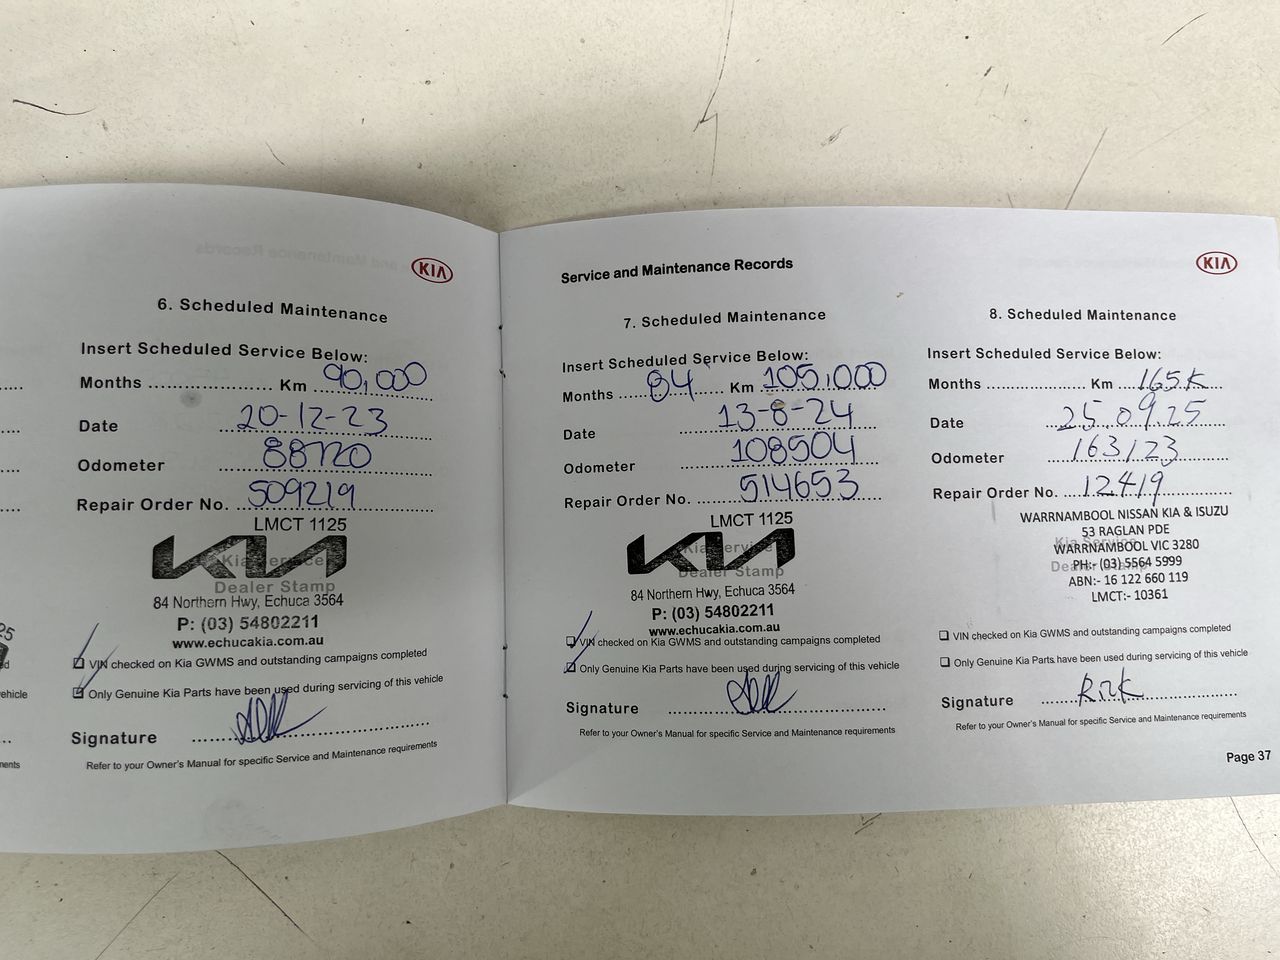 KIA
6. Scheduled Maintenance
Insert Scheduled Service Below:
Months ...................... Km 90,000
Date 20-12-23
Odometer 88720
Repair Order No. 509219
LMCT 1125
KIA
Kia Service
Dealer Stamp
84 Northern Hwy, Echuca 3564
P: (03) 54802211
www.echucakia.com.au
VIN checked on Kia GWMS and outstanding campaigns completed
Only Genuine Kia Parts have been used during servicing of this vehicle
Signature
Refer to your Owner's Manual for specific Service and Maintenance requirements
Service and Maintenance Records
7. Scheduled Maintenance
Insert Scheduled Service Below:
Months 84 Km 105,000
Date 13-8-24
Odometer 108504
Repair Order No. 514653
LMCT 1125
KIA
Kia Service
Dealer Stamp
84 Northern Hwy, Echuca 3564
P: (03) 54802211
www.echucakia.com.au
VIN checked on Kia GWMS and outstanding campaigns completed
Only Genuine Kia Parts have been used during servicing of this vehicle
Signature
Refer to your Owner's Manual for specific Service and Maintenance requirements
KIA
8. Scheduled Maintenance
Insert Scheduled Service Below:
Months ...................... Km 165K
Date 25.09.25
Odometer 163123
Repair Order No. 12419
WARRNAMBOOL NISSAN KIA & ISUZU
53 RAGLAN PDE
Kia Service
WARRNAMBOOL VIC 3280
Dealer Stamp
PH:- (03) 5564 5999
ABN:- 16 122 660 119
LMCT:- 10361
VIN checked on Kia GWMS and outstanding campaigns completed
Only Genuine Kia Parts have been used during servicing of this vehicle
Signature
Refer to your Owner's Manual for specific Service and Maintenance requirements
Page 37